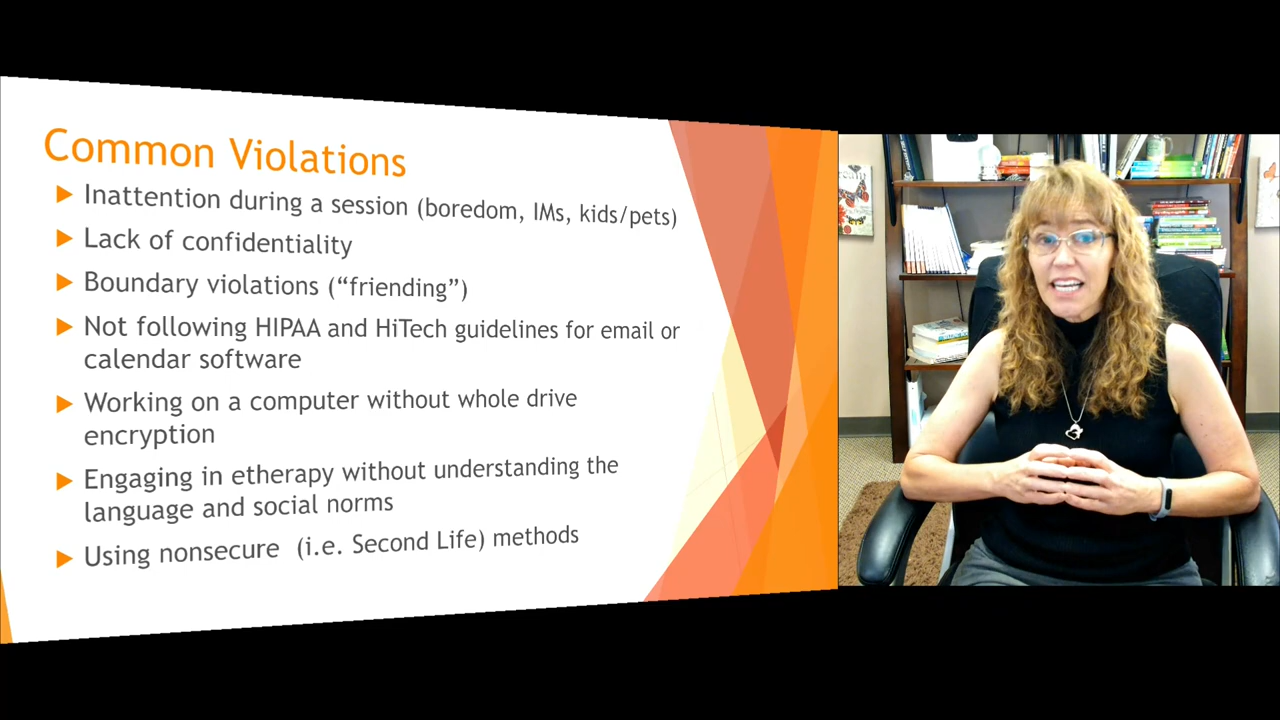 Common Violations
Inattention during a session (boredom, IMs, kids/pets)
Lack of confidentiality
Boundary violations (“friending”)
Not following HIPAA and HiTech guidelines for email or
calendar software
Working on a computer without whole drive
encryption
Engaging in etherapy without understanding the
language and social norms
Using nonsecure (i.e. Second Life) methods